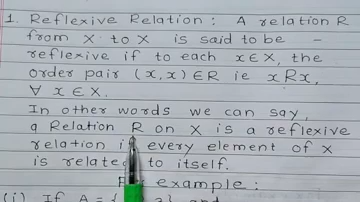 1. Reflexive Relation : A relation R
from X to X is said to be -
reflexive if to each x∈X, the
order pair (x,x)∈R ie xRx,
∀ x∈X.
In other words we can say,
a Relation R on X is a reflexive
relation every element of X
is related to itself.
example :
(i) If A = and